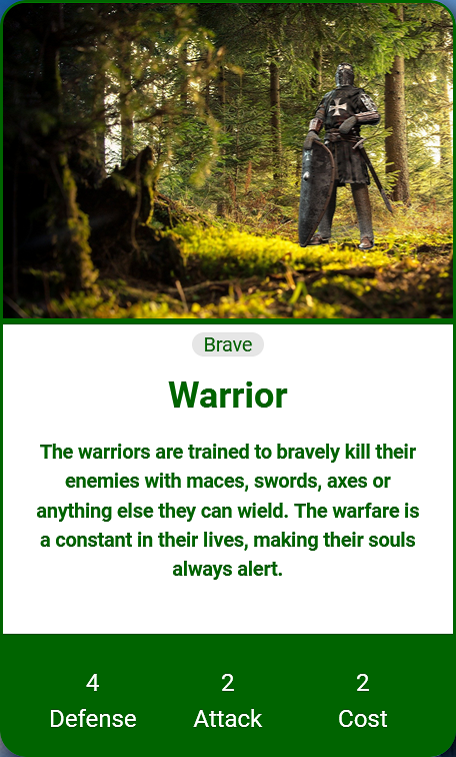 Brave
Warrior
The warriors are trained to bravely kill their
enemies with maces, swords, axes or
anything else they can wield. The warfare is
a constant in their lives, making their souls
always alert.
4 2 2
Defense Attack Cost